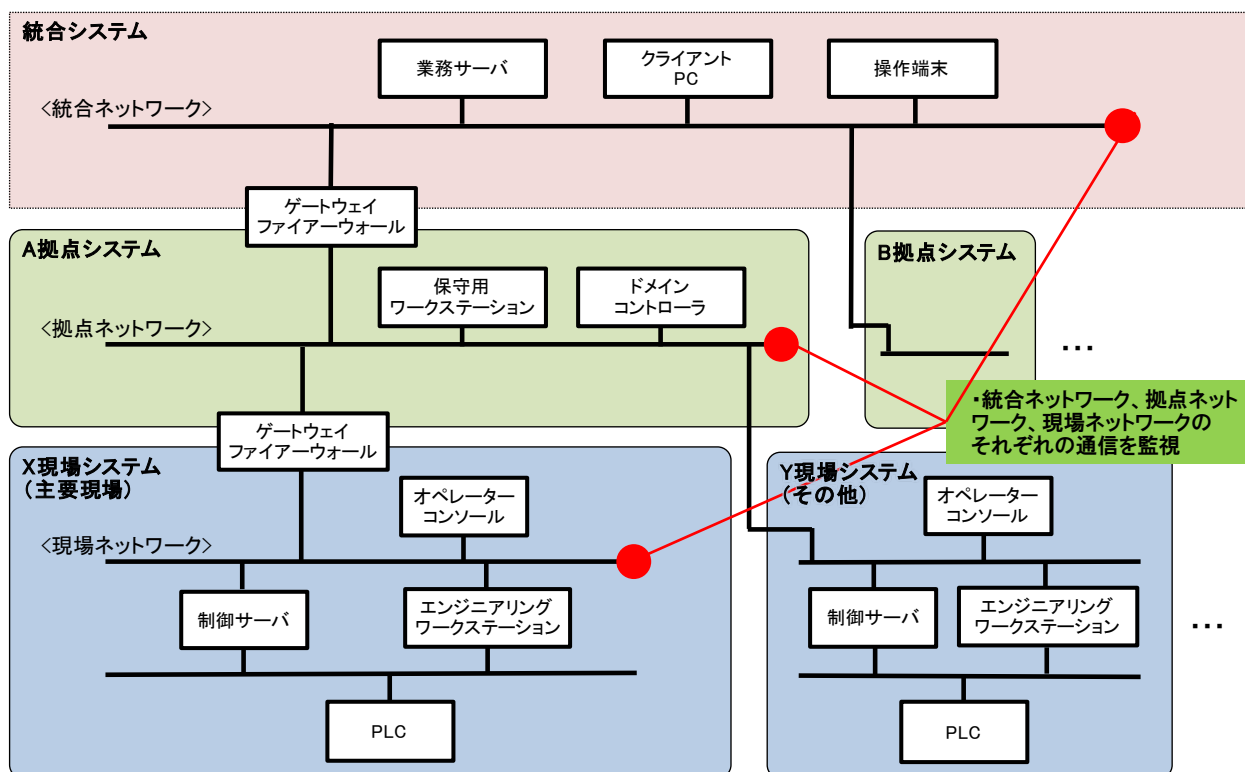 統合システム
業務サーバ
クライアント
PC
操作端末
<統合ネットワーク>
ゲートウェイ
ファイアーウォール
A拠点システム
B拠点システム
保守用
ワークステーション
ドメイン
コントローラ
<拠点ネットワーク>
…
・統合ネットワーク、拠点ネット
ワーク、現場ネットワークの
それぞれの通信を監視
ゲートウェイ
ファイアーウォール
X現場システム
(主要現場)
オペレーター
コンソール
<現場ネットワーク>
制御サーバ
エンジニアリング
ワークステーション
PLC
Y現場システム
(その他)
オペレーター
コンソール
制御サーバ
エンジニアリング
ワークステーション
…
PLC